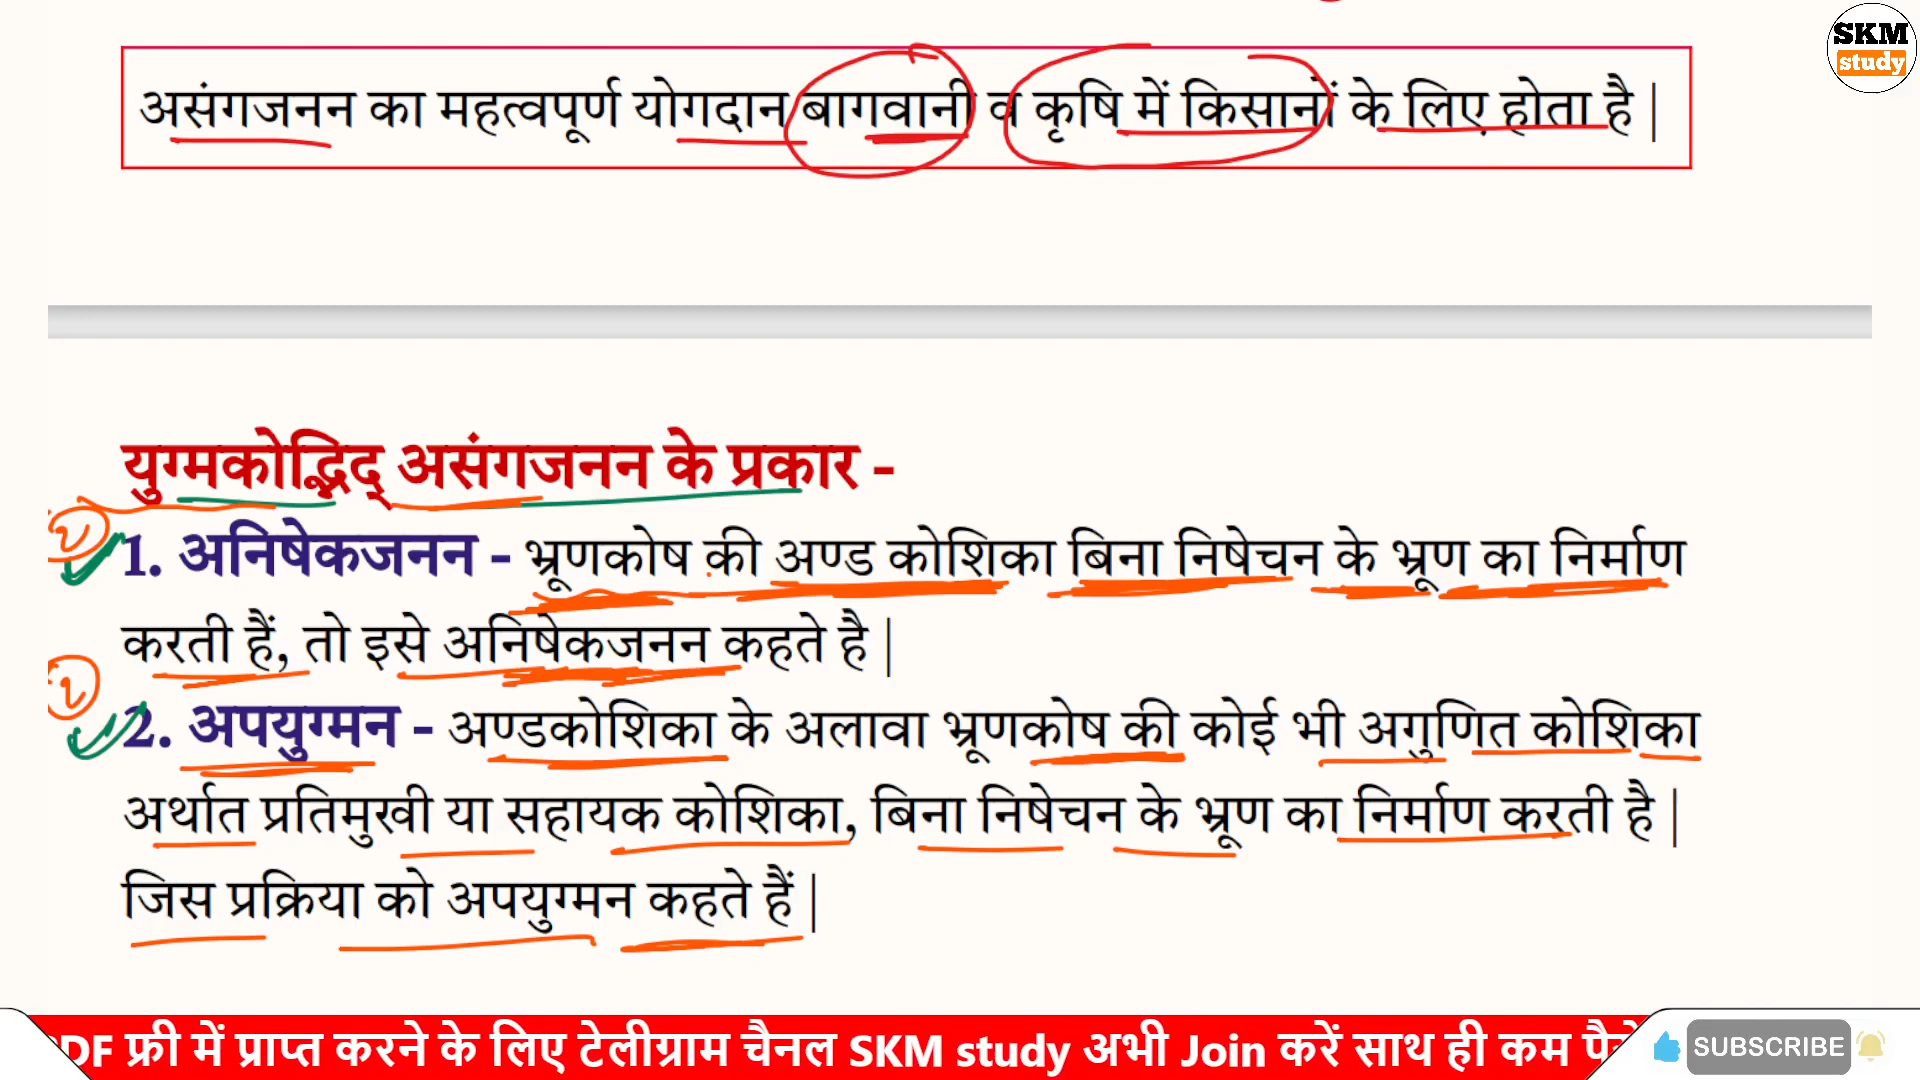 SKM
study
असंगजनन का महत्वपूर्ण योगदान बागवानी व कृषि में किसानों के लिए होता है |
युग्मकोद्भिद् असंगजनन के प्रकार -
1. अनिषेकजनन - भ्रूणकोष की अण्ड कोशिका बिना निषेचन के भ्रूण का निर्माण
करती हैं, तो इसे अनिषेकजनन कहते है |
2. अपयुग्मन - अण्डकोशिका के अलावा भ्रूणकोष की कोई भी अगुणित कोशिका
अर्थात प्रतिमुखी या सहायक कोशिका, बिना निषेचन के भ्रूण का निर्माण करती है |
जिस प्रक्रिया को अपयुग्मन कहते हैं |
DF फ्री में प्राप्त करने के लिए टेलीग्राम चैनल SKM study अभी Join करें साथ ही कम
SUBSCRIBE